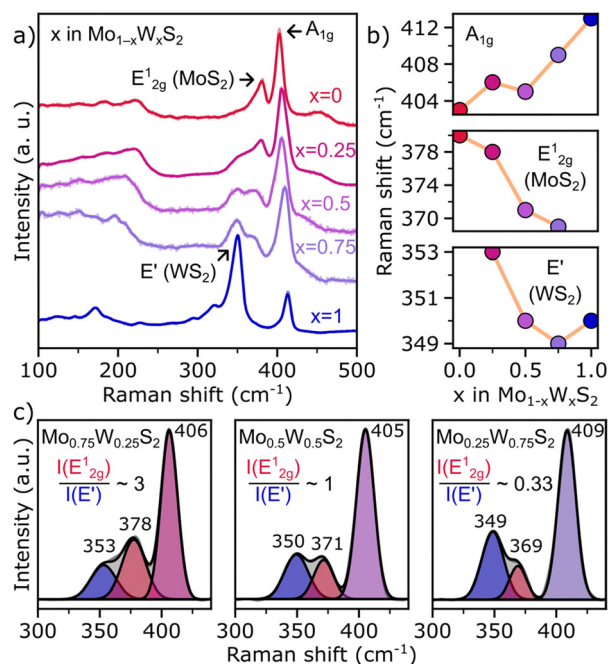 a)
x in Mo₁₋ₓWₓS₂
A₁g
E¹₂g (MoS₂)
x=0
x=0.25
x=0.5
x=0.75
E' (WS₂)
x=1
Intensity (a. u.)
100 200 300 400 500
Raman shift (cm⁻¹)
b)
A₁g
412
408
404
E¹₂g
(MoS₂)
378
374
370
E'
(WS₂)
353
351
349
Raman shift (cm⁻¹)
0.0 0.5 1.0
x in Mo₁₋ₓWₓS₂
c)
Mo₀.₇₅W₀.₂₅S₂ 406
I(E¹₂g)
I(E') ~ 3
378
353
300 350 400
Mo₀.₅W₀.₅S₂ 405
I(E¹₂g)
I(E') ~ 1
350 371
300 350 400
Mo₀.₂₅W₀.₇₅S₂ 409
I(E¹₂g)
I(E') ~ 0.33
349
369
300 350 400
Intensity (a.u.)
Raman shift (cm⁻¹)